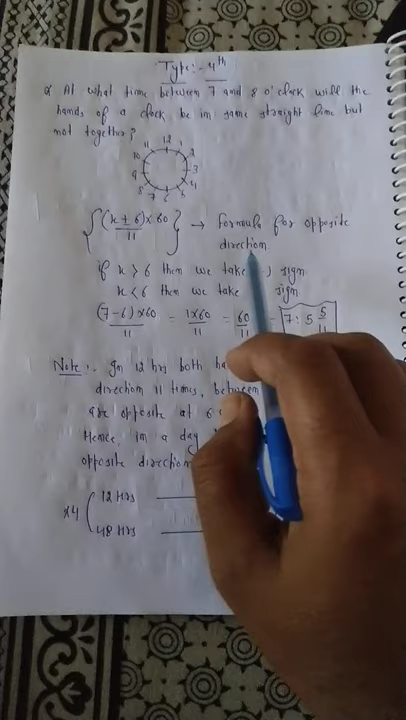 Type:- 4th
Q At what time between 7 and 8 o'clock will the
hands of a clock be in same straight line but
not together?
11 12 1
10 2
9 3
8 4
7 6 5
{(x ± 6) × 60 / 11} → formula for opposite
direction
if x > 6 then we take ) sign
x < 6 then we take sign
(7-6) × 60 / 11 = 1×60 / 11 = 60 / 11 = 7 : 5 5/11
Note:- In 12 hrs both
direction 11 times, between
are opposite at 6
Hence, in a day
opposite direction
x4 ( 12 Hrs
48 Hrs